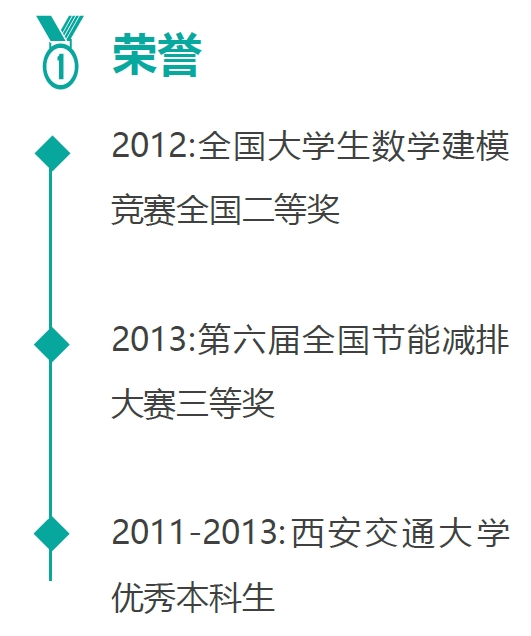 1
荣誉
2012:全国大学生数学建模
竞赛全国二等奖
2013:第六届全国节能减排
大赛三等奖
2011-2013:西安交通大学
优秀本科生